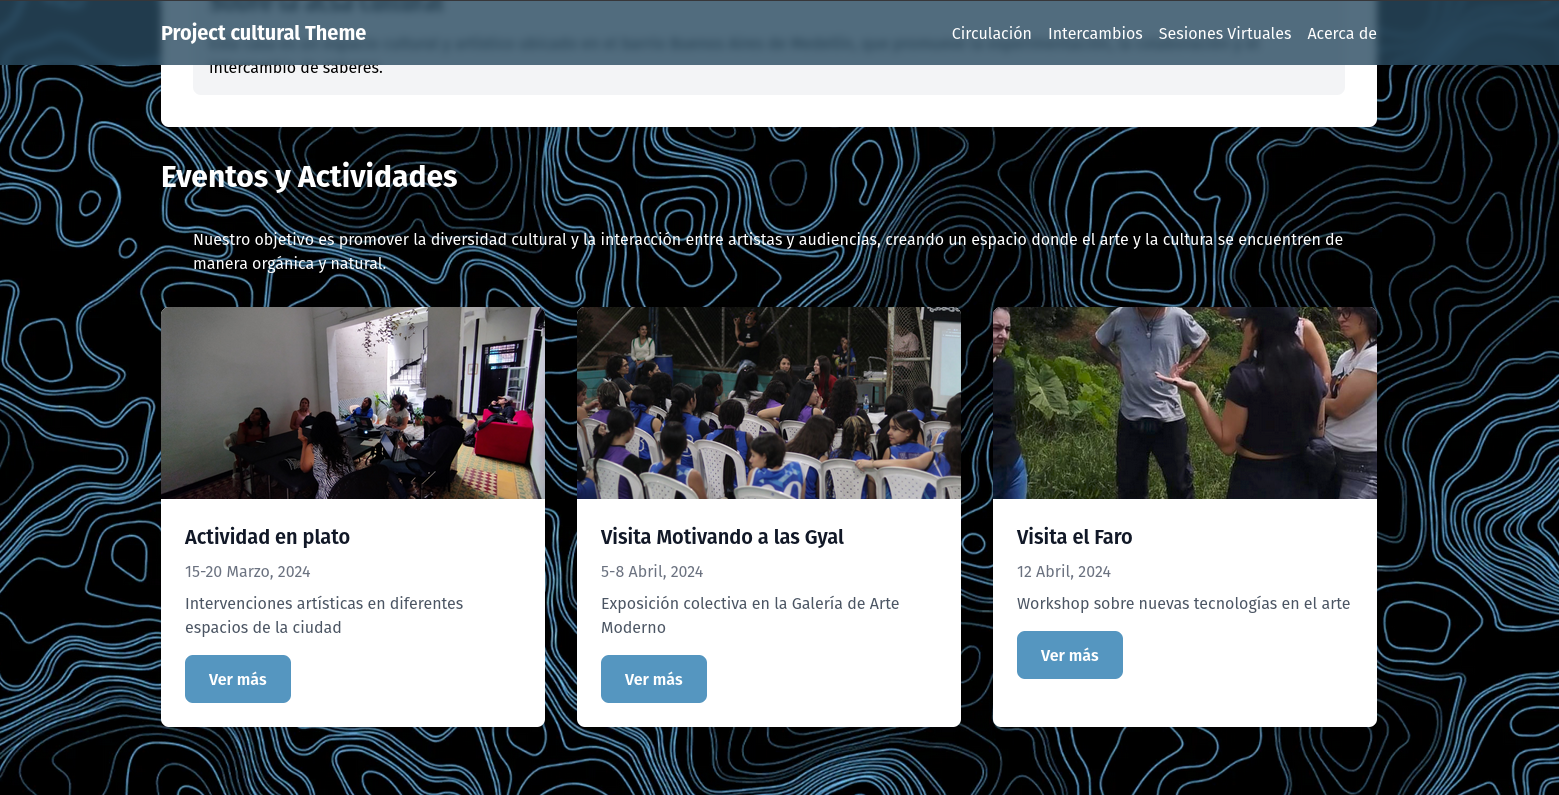 Project cultural Theme
Circulación Intercambios Sesiones Virtuales Acerca de
intercambio de saberes.
Eventos y Actividades
Nuestro objetivo es promover la diversidad cultural y la interacción entre artistas y audiencias, creando un espacio donde el arte y la cultura se encuentren de
manera orgánica y natural.
Actividad en plato
15-20 Marzo, 2024
Intervenciones artísticas en diferentes
espacios de la ciudad
Ver más
Visita Motivando a las Gyal
5-8 Abril, 2024
Exposición colectiva en la Galería de Arte
Moderno
Ver más
Visita el Faro
12 Abril, 2024
Workshop sobre nuevas tecnologías en el arte
Ver más